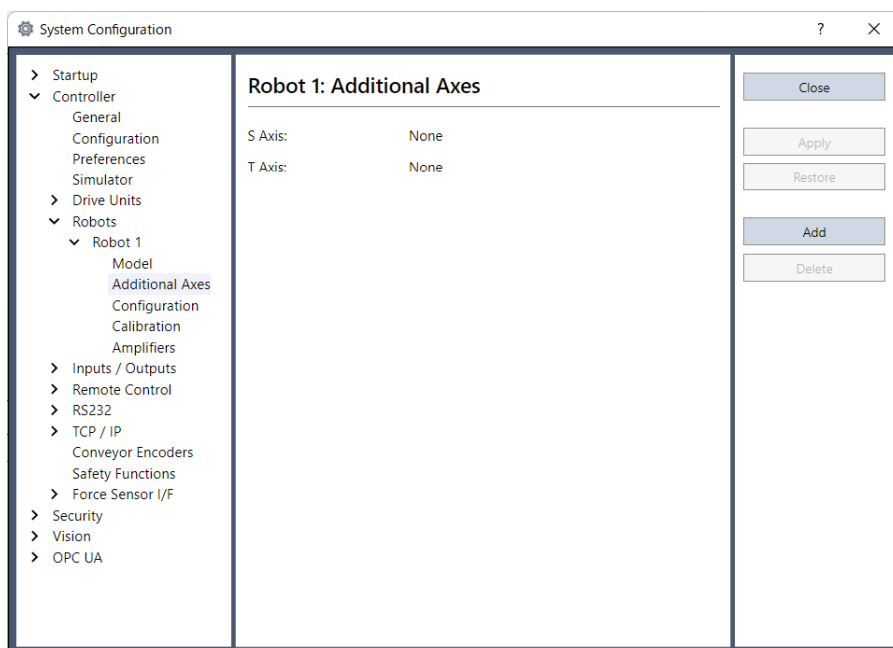 System Configuration
?
Startup
Controller
General
Configuration
Preferences
Simulator
Drive Units
Robots
Robot 1
Model
Additional Axes
Configuration
Calibration
Amplifiers
Inputs / Outputs
Remote Control
RS232
TCP / IP
Conveyor Encoders
Safety Functions
Force Sensor I/F
Security
Vision
OPC UA
Robot 1: Additional Axes
S Axis: None
T Axis: None
Close
Apply
Restore
Add
Delete